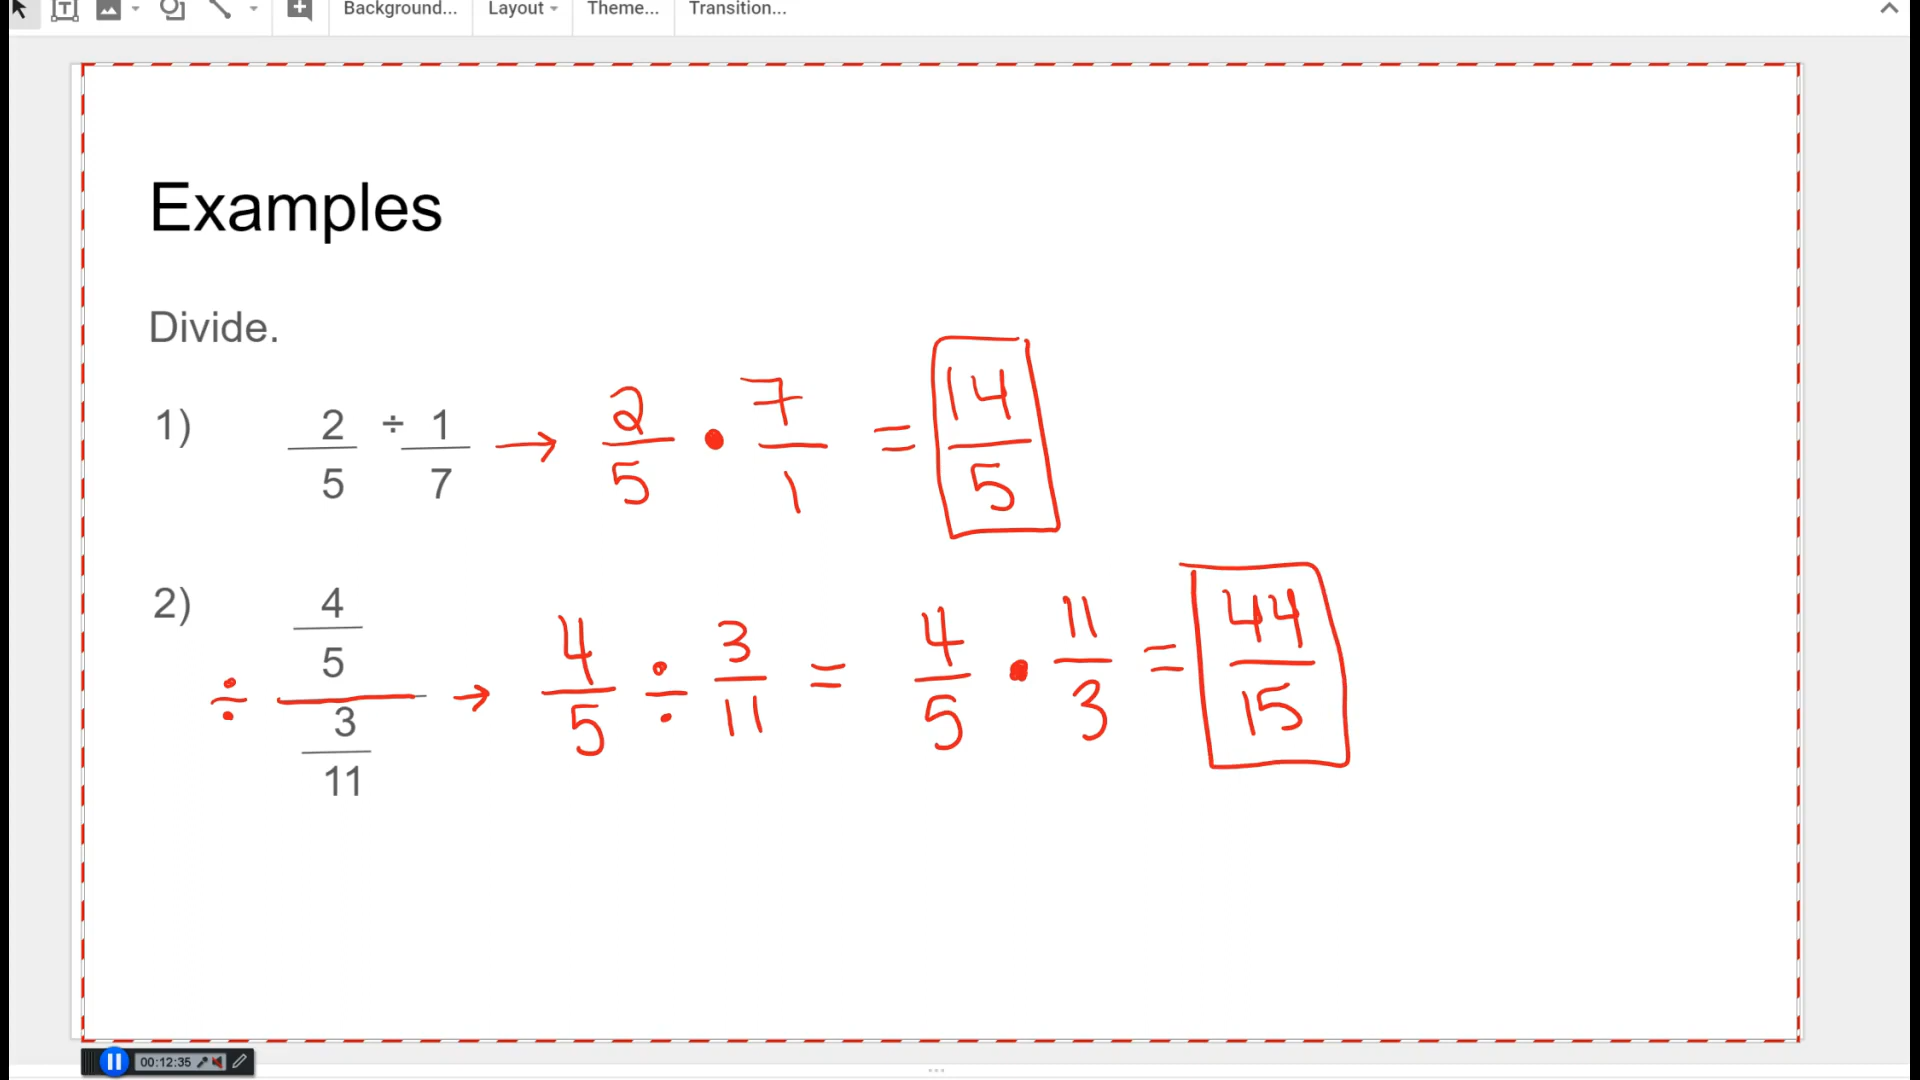 Background... Layout Theme... Transition...
Examples
Divide.
1) 2/5 ÷ 1/7 → 2/5 • 7/1 = 14/5
2) ÷ 4/5 / 3/11 → 4/5 ÷ 3/11 = 4/5 • 11/3 = 44/15
00:12:35